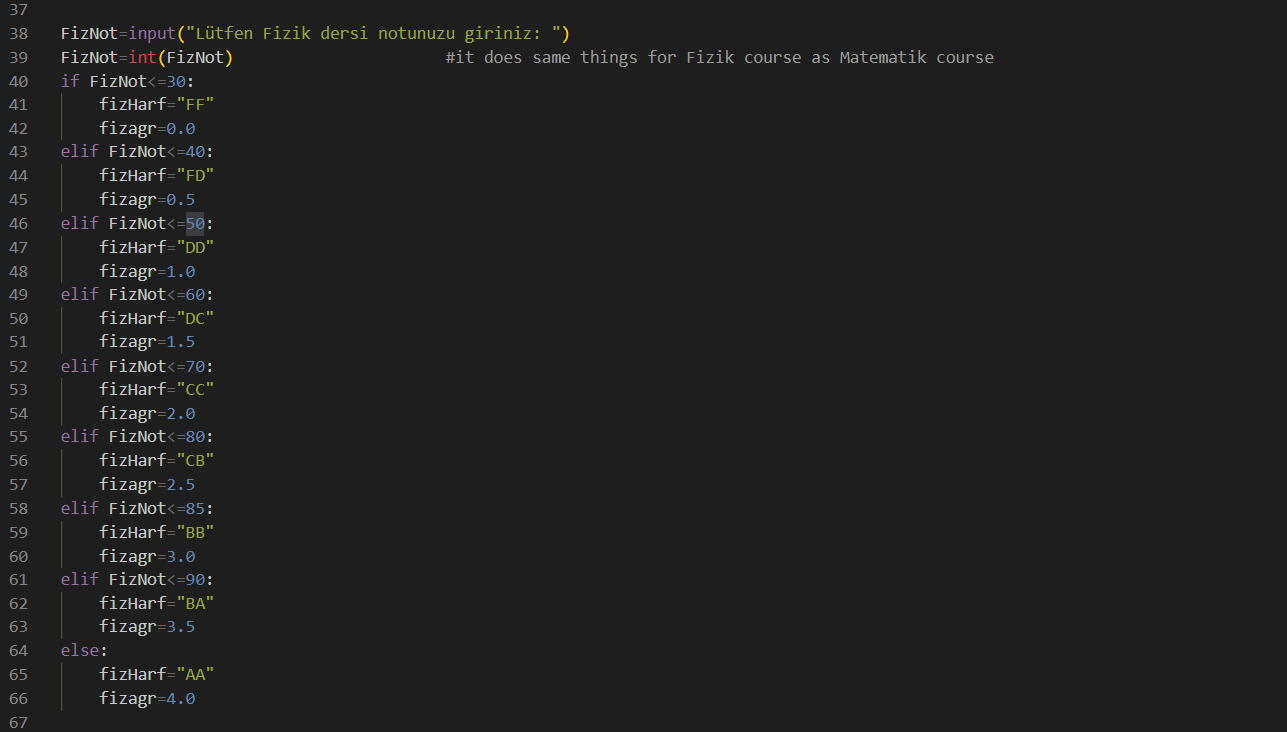 37
38 FizNot=input("Lütfen Fizik dersi notunuzu giriniz: ")
39 FizNot=int(FizNot) #it does same things for Fizik course as Matematik course
40 if FizNot<=30:
41 fizHarf="FF"
42 fizagr=0.0
43 elif FizNot<=40:
44 fizHarf="FD"
45 fizagr=0.5
46 elif FizNot<=50:
47 fizHarf="DD"
48 fizagr=1.0
49 elif FizNot<=60:
50 fizHarf="DC"
51 fizagr=1.5
52 elif FizNot<=70:
53 fizHarf="CC"
54 fizagr=2.0
55 elif FizNot<=80:
56 fizHarf="CB"
57 fizagr=2.5
58 elif FizNot<=85:
59 fizHarf="BB"
60 fizagr=3.0
61 elif FizNot<=90:
62 fizHarf="BA"
63 fizagr=3.5
64 else:
65 fizHarf="AA"
66 fizagr=4.0
67